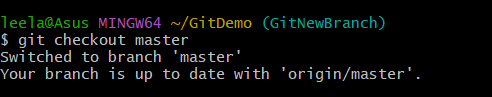 leela@Asus MINGW64 ~/GitDemo (GitNewBranch)
$ git checkout master
Switched to branch 'master'
Your branch is up to date with 'origin/master'.